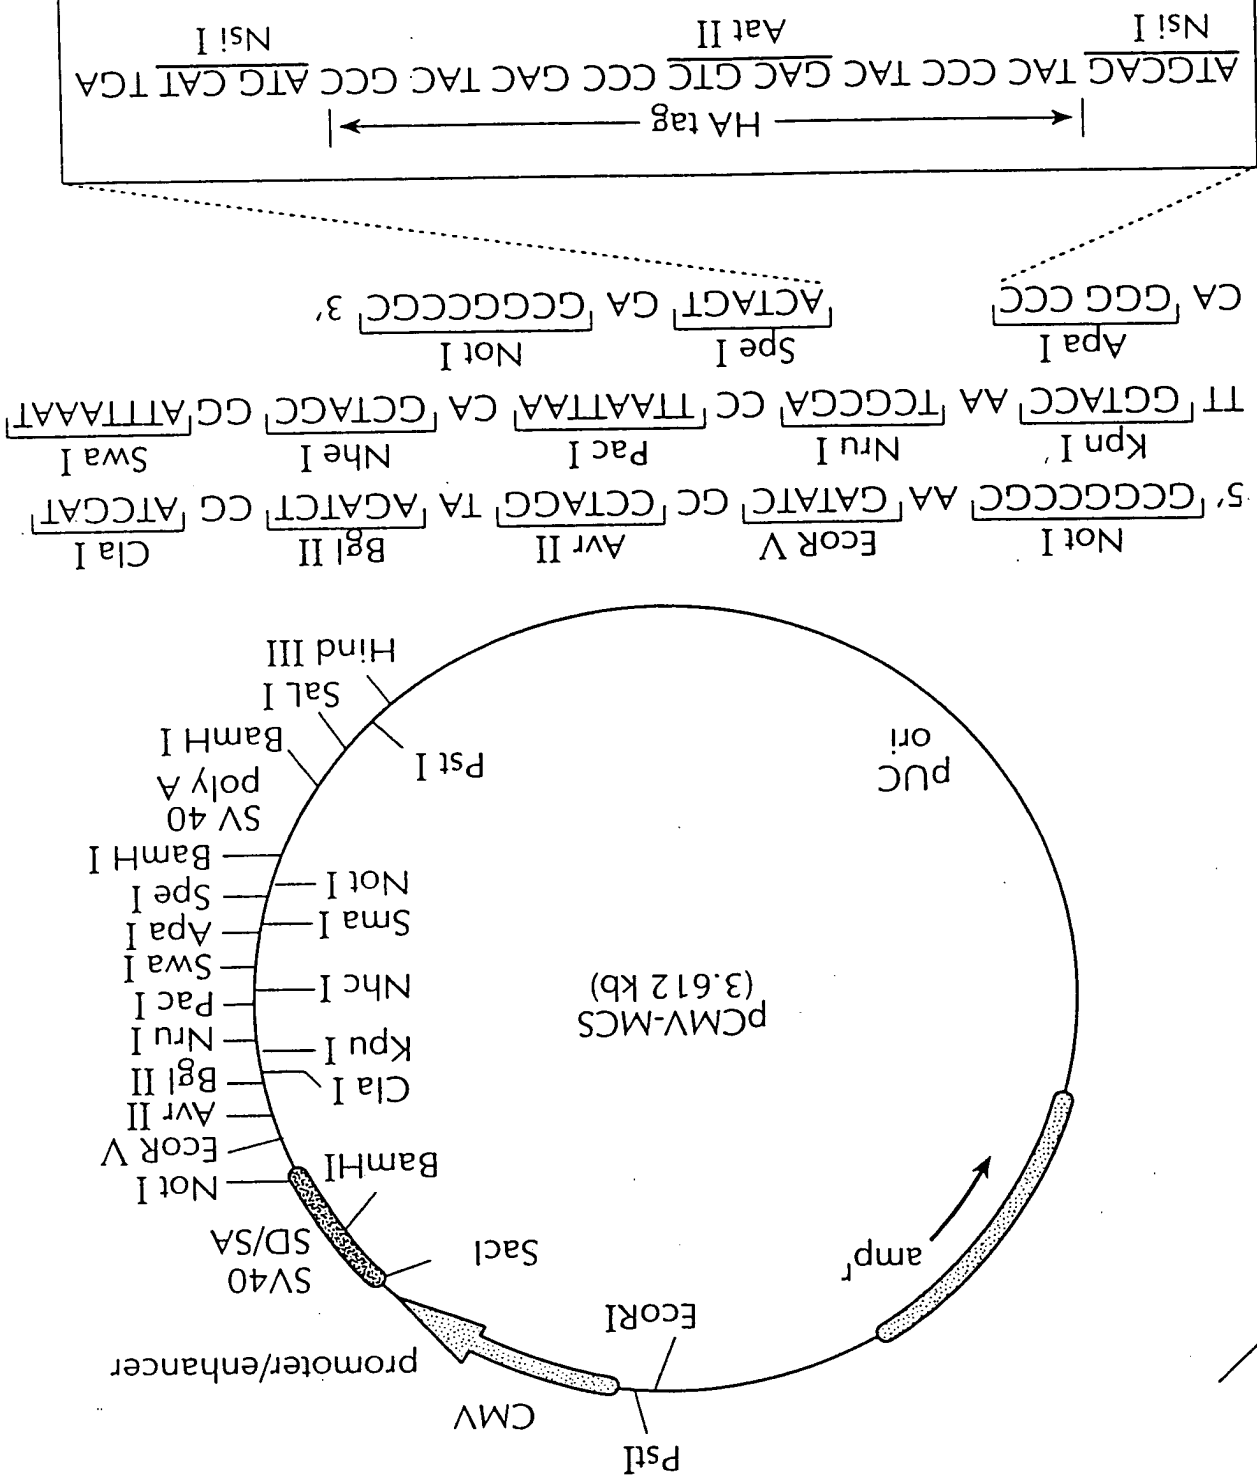 PstI
CMV
promoter/enhancer
EcoRI
amp^r
SacI
SV40
SD/SA
BamHI
Not I
EcoR V
Avr II
Cla I
Bgl II
Kpu I
Nru I
Pac I
Nhc I
Swa I
pCMV-MCS
(3.612 kb)
Apa I
Sma I
Spe I
Not I
BamH I
SV 40
poly A
pUC
ori
BamH I
Pst I
SaL I
Hind III
Not I EcoR V Avr II Bgl II Cla I
5' GCGGCCGC AA GATATC GC CCTAGG TA AGATCT CG ATCGAT
Kpn I Nru I Pac I Nhe I Swa I
TT GGTACC AA TCGCGA CC TTAATTAA CA GCTAGC GG ATTTAAAT
Apa I Spe I Not I
CA GGG CCC ACTAGT GA GCGGCCGC 3'
HA tag
ATGCAG TAC CCC TAC GAC GTC CCC GAC TAC GCC ATG CAT TGA
Nsi I Aat II Nsi I